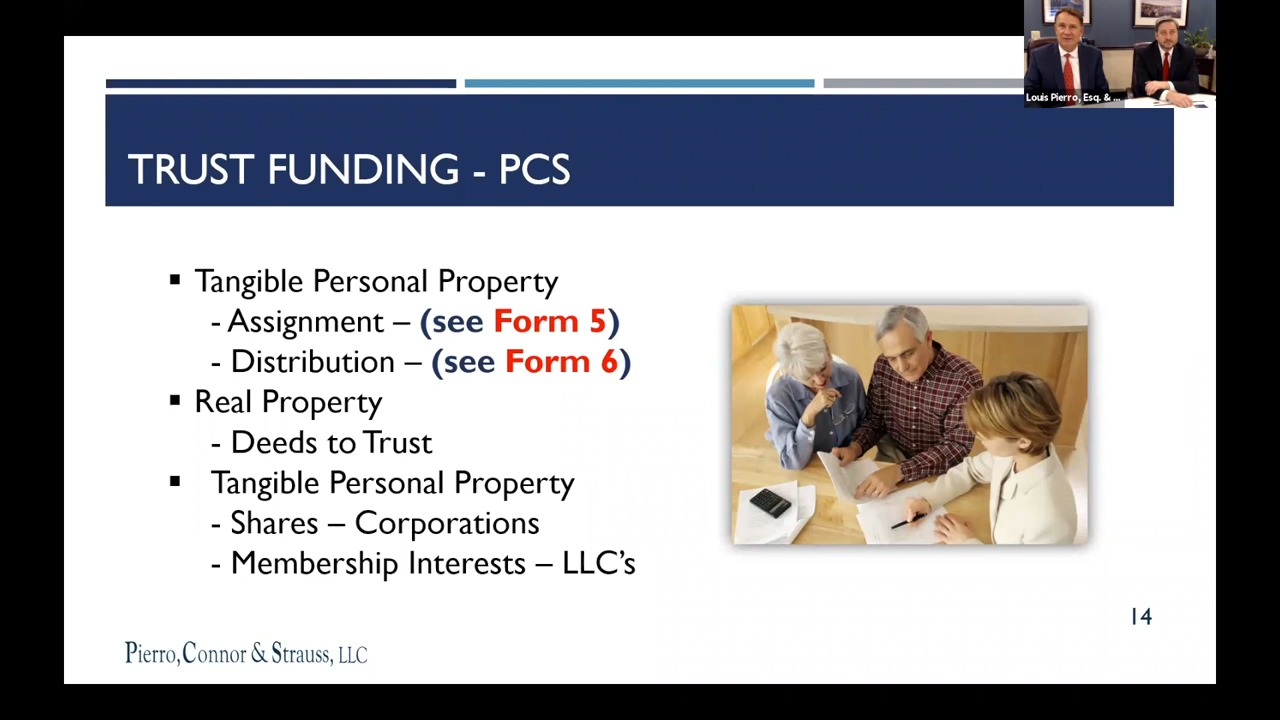 Louis Pierro, Esq. & ...
TRUST FUNDING - PCS
▪ Tangible Personal Property
- Assignment – (see Form 5)
- Distribution – (see Form 6)
▪ Real Property
- Deeds to Trust
▪ Tangible Personal Property
- Shares – Corporations
- Membership Interests – LLC’s
14
Pierro, Connor & Strauss, LLC